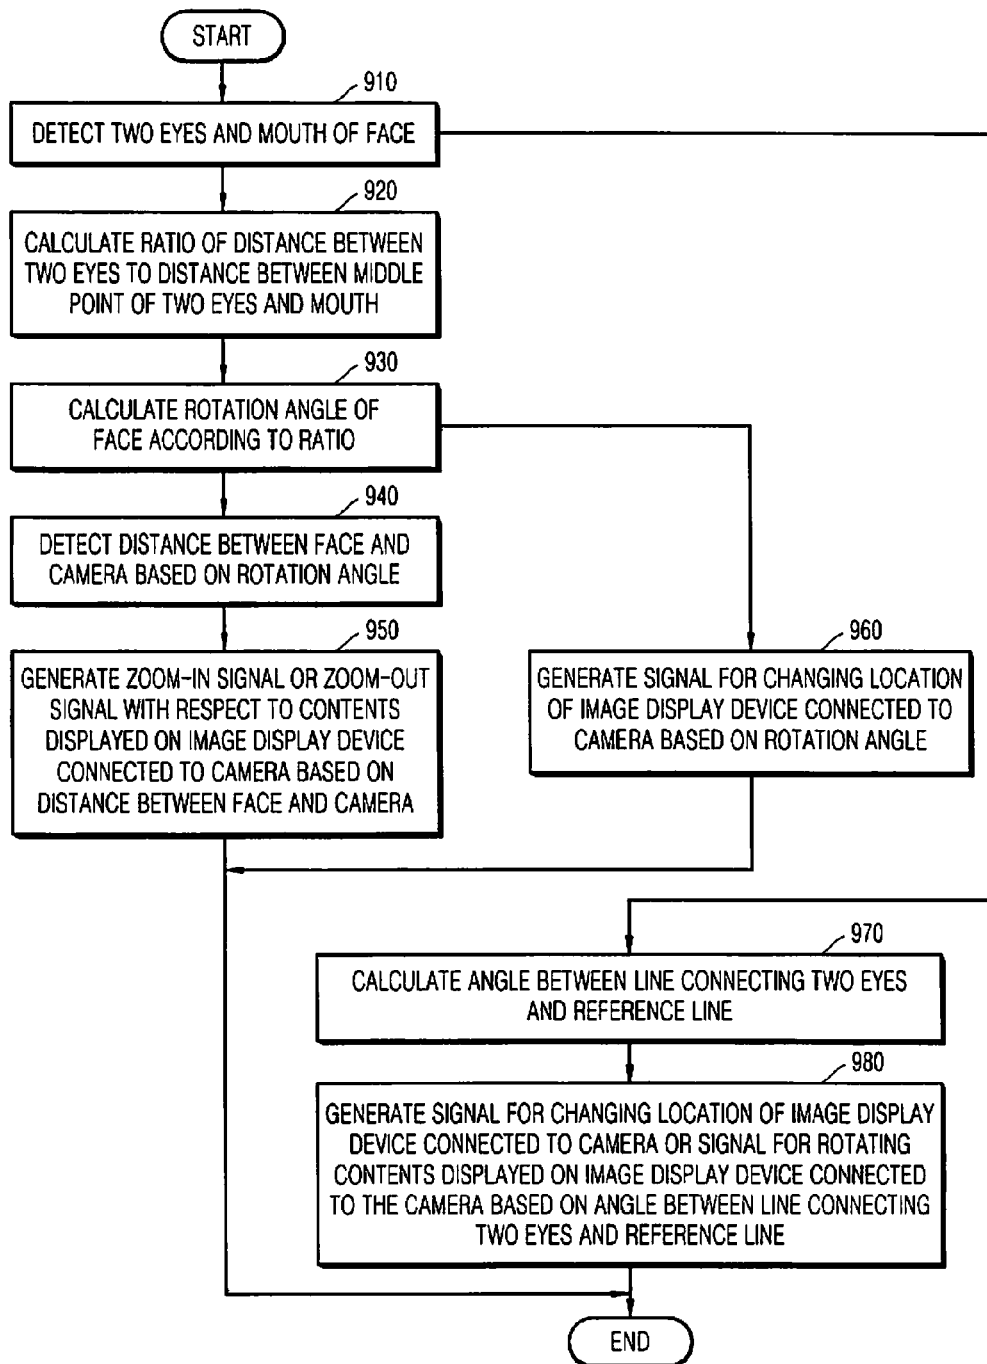 START
910
DETECT TWO EYES AND MOUTH OF FACE
920
CALCULATE RATIO OF DISTANCE BETWEEN
TWO EYES TO DISTANCE BETWEEN MIDDLE
POINT OF TWO EYES AND MOUTH
930
CALCULATE ROTATION ANGLE OF
FACE ACCORDING TO RATIO
940
DETECT DISTANCE BETWEEN FACE AND
CAMERA BASED ON ROTATION ANGLE
950
GENERATE ZOOM-IN SIGNAL OR ZOOM-OUT
SIGNAL WITH RESPECT TO CONTENTS
DISPLAYED ON IMAGE DISPLAY DEVICE
CONNECTED TO CAMERA BASED ON
DISTANCE BETWEEN FACE AND CAMERA
960
GENERATE SIGNAL FOR CHANGING LOCATION
OF IMAGE DISPLAY DEVICE CONNECTED TO
CAMERA BASED ON ROTATION ANGLE
970
CALCULATE ANGLE BETWEEN LINE CONNECTING TWO EYES
AND REFERENCE LINE
980
GENERATE SIGNAL FOR CHANGING LOCATION OF IMAGE DISPLAY
DEVICE CONNECTED TO CAMERA OR SIGNAL FOR ROTATING
CONTENTS DISPLAYED ON IMAGE DISPLAY DEVICE CONNECTED
TO THE CAMERA BASED ON ANGLE BETWEEN LINE CONNECTING
TWO EYES AND REFERENCE LINE
END